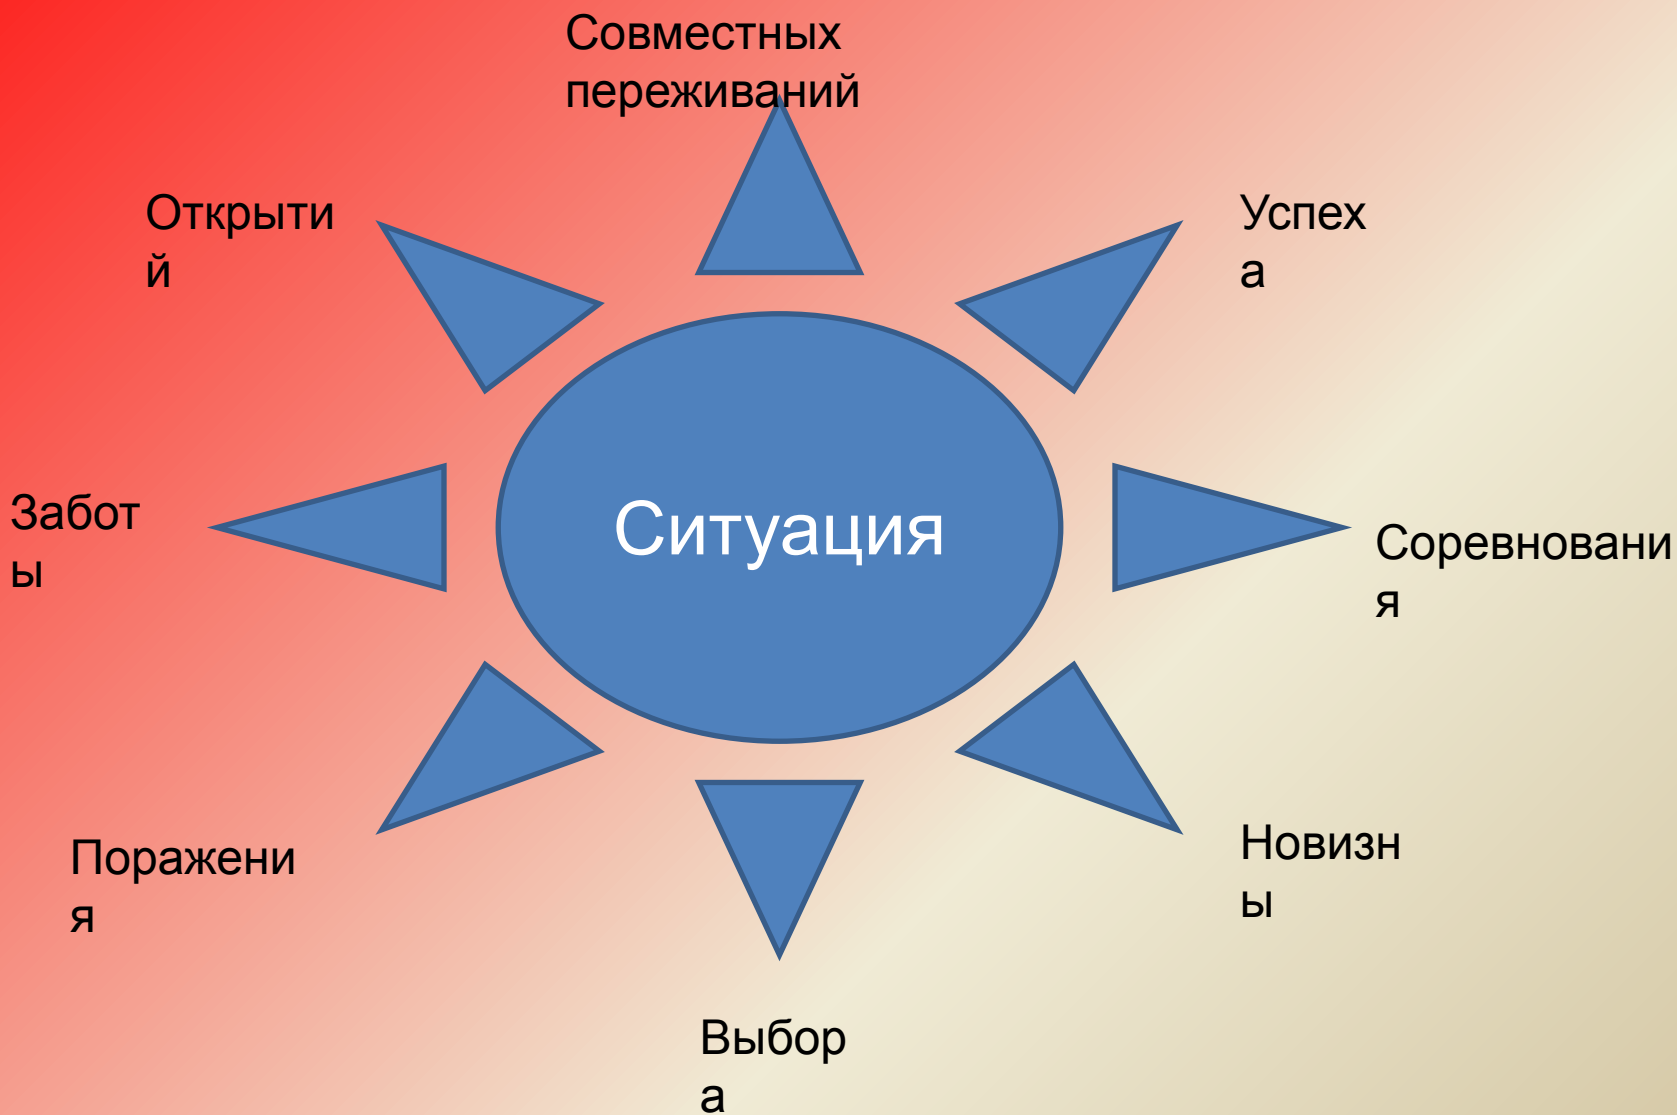 Совместных
переживаний
Открыти
й
Успех
а
Забот
ы
Ситуация
Соревновани
я
Поражени
я
Новизн
ы
Выбор
а